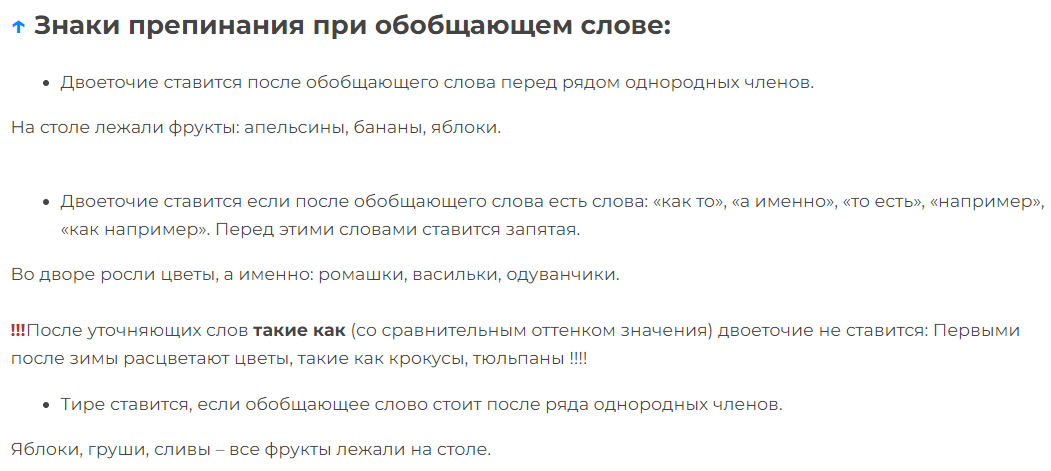 ↑ Знаки препинания при обобщающем слове:
• Двоеточие ставится после обобщающего слова перед рядом однородных членов.
На столе лежали фрукты: апельсины, бананы, яблоки.
• Двоеточие ставится если после обобщающего слова есть слова: «как то», «а именно», «то есть», «например»,
«как например». Перед этими словами ставится запятая.
Во дворе росли цветы, а именно: ромашки, васильки, одуванчики.
!!!После уточняющих слов такие как (со сравнительным оттенком значения) двоеточие не ставится: Первыми
после зимы расцветают цветы, такие как крокусы, тюльпаны !!!!
• Тире ставится, если обобщающее слово стоит после ряда однородных членов.
Яблоки, груши, сливы – все фрукты лежали на столе.